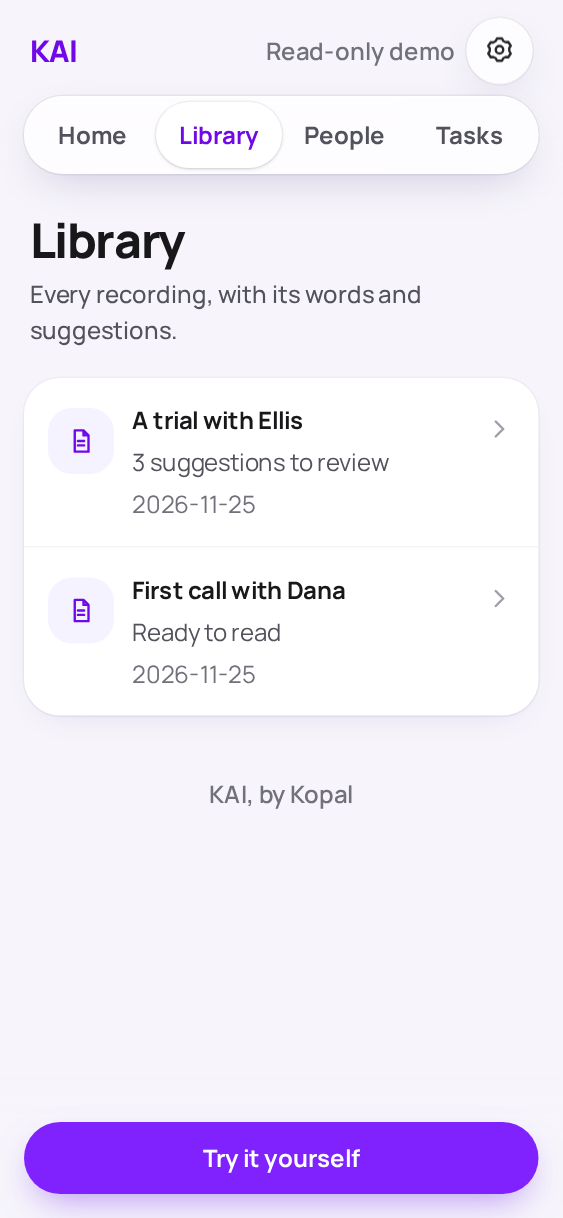 KAI
Read-only demo
Home
Library
People
Tasks
Library
Every recording, with its words and
suggestions.
A trial with Ellis
3 suggestions to review
2026-11-25
First call with Dana
Ready to read
2026-11-25
KAI, by Kopal
Try it yourself